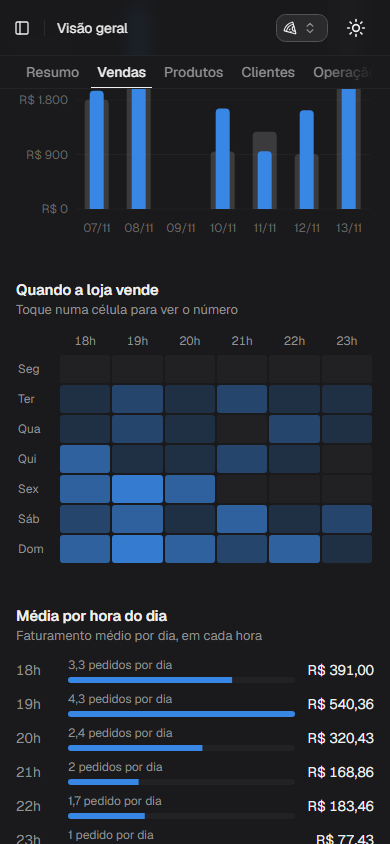 Visão geral
Resumo Vendas Produtos Clientes Operaçã
R$ 1.800
R$ 900
R$ 0
07/11 08/11 09/11 10/11 11/11 12/11 13/11
Quando a loja vende
Toque numa célula para ver o número
18h 19h 20h 21h 22h 23h
Seg
Ter
Qua
Qui
Sex
Sáb
Dom
Média por hora do dia
Faturamento médio por dia, em cada hora
18h 3,3 pedidos por dia R$ 391,00
19h 4,3 pedidos por dia R$ 540,36
20h 2,4 pedidos por dia R$ 320,43
21h 2 pedidos por dia R$ 168,86
22h 1,7 pedido por dia R$ 183,46
23h 1 pedido por dia R$ 77,43